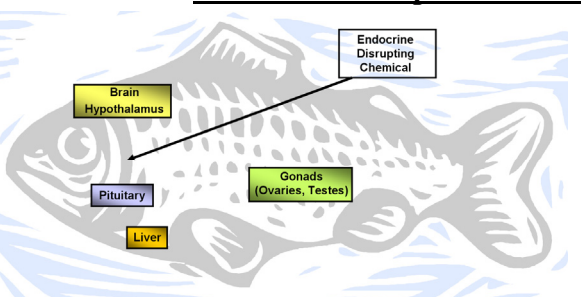 Endocrine
Disrupting
Chemical
Brain
Hypothalamus
Gonads
(Ovaries, Testes)
Pituitary
Liver